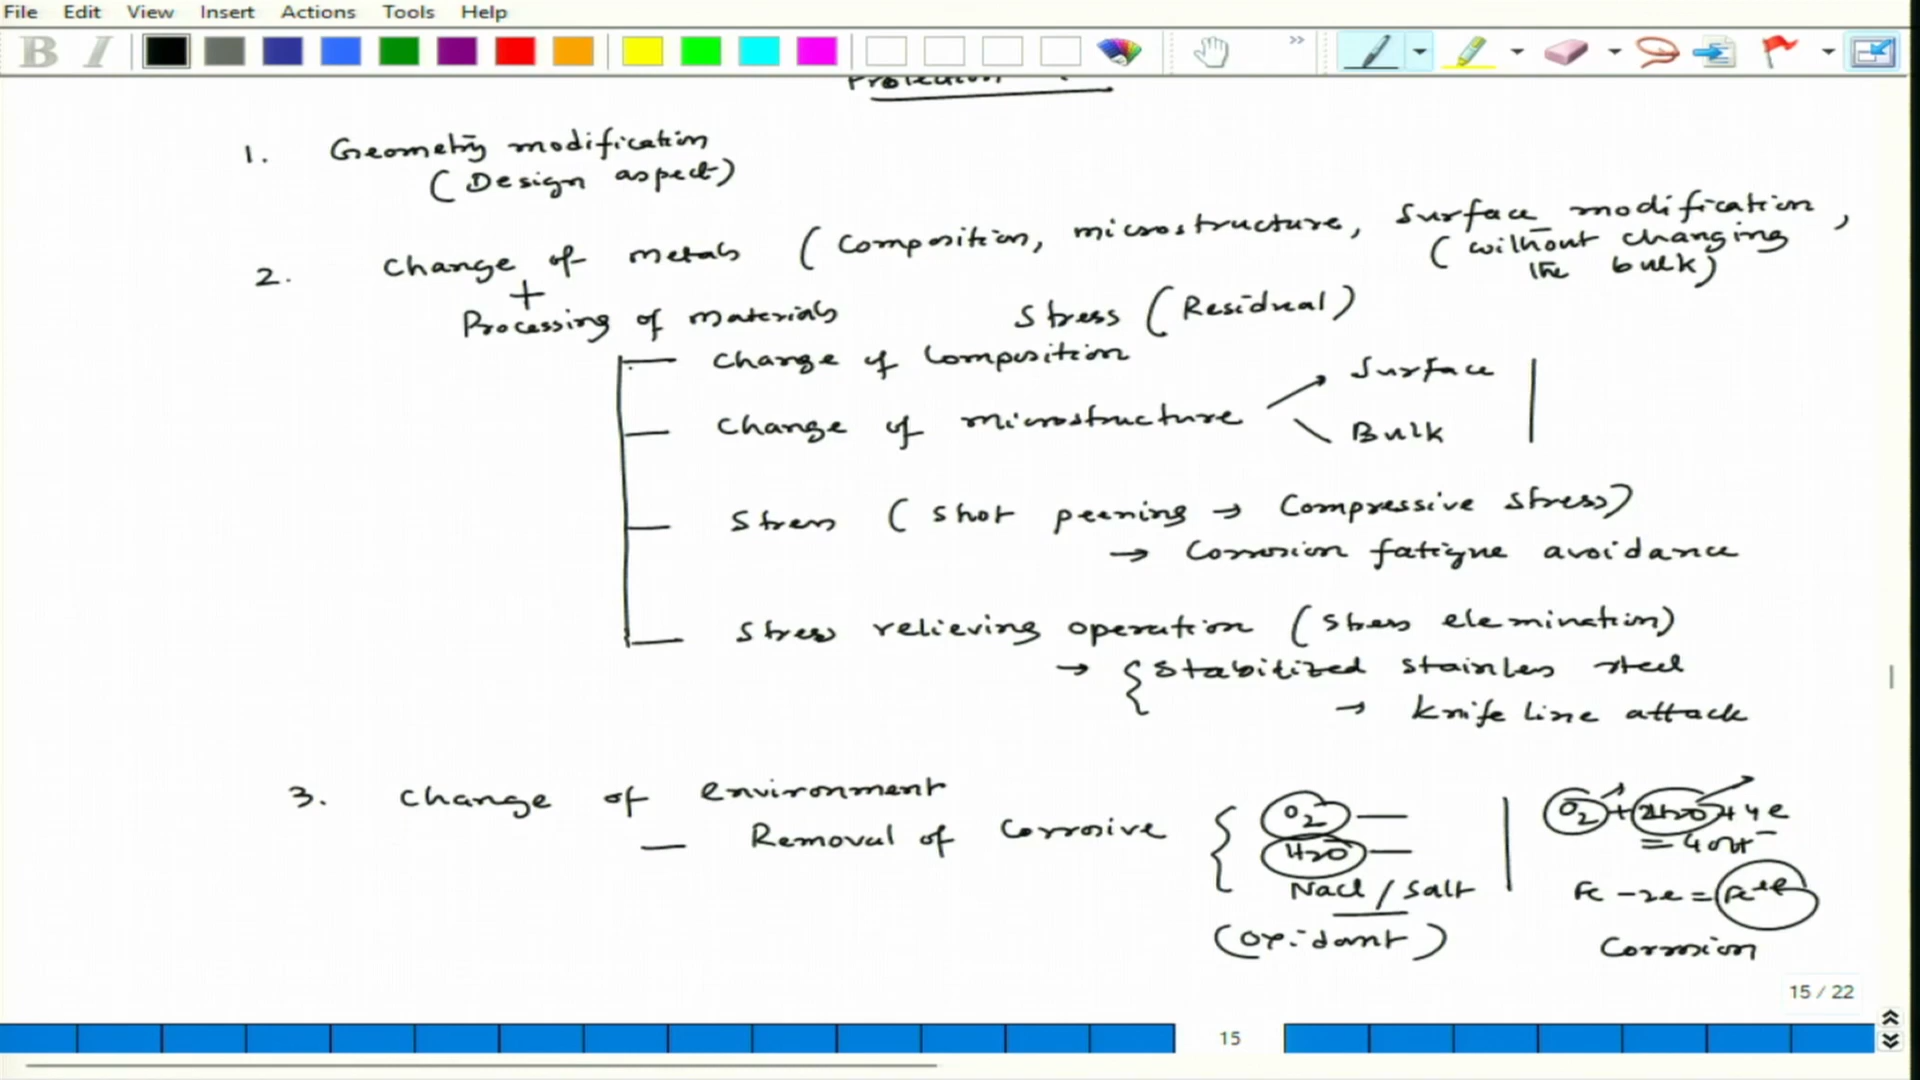 File Edit View Insert Actions Tools Help
B I
Protection
1. Geometry modification
(Design aspect)
2. Change of metals (Composition, microstructure, Surface modification,
(without changing
the bulk)
+
Processing of materials Stress (Residual)
Change of Composition
Change of microstructure Surface
Bulk
Stress (Shot peening → Compressive stress)
→ Corrosion fatigue avoidance
Stress relieving operation (Stress elemination)
→ { Stabilized stainless steel
→ Knife line attack
3. Change of environment
— Removal of Corrosive { O2 —
H2O —
NaCl / Salt
(Oxidant)
O2 + 2H2O + 4e
= 4OH-
Fe - 2e = Fe+2
Corrosion
15 / 22
15